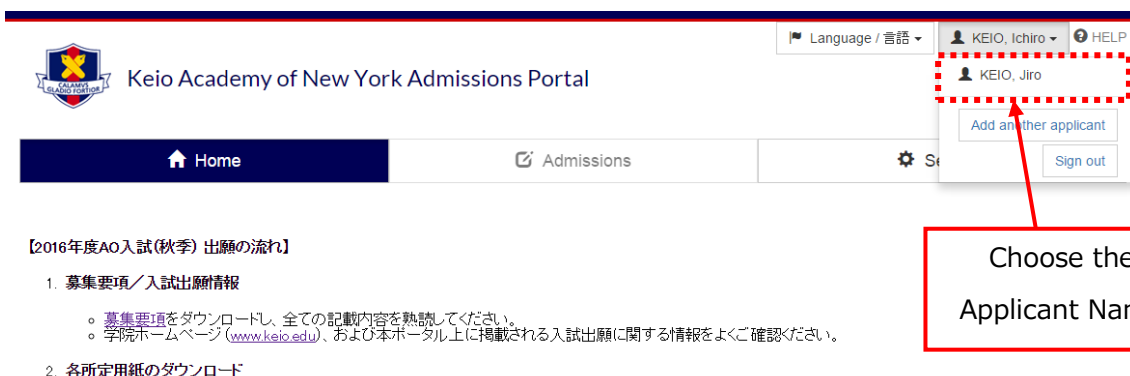 Language / 言語
KEIO, Ichiro
HELP
CALAMVS
GLADIO FORTIOR
Keio Academy of New York Admissions Portal
KEIO, Jiro
Add another applicant
Sign out
Home
Admissions
Choose the
Applicant
【2016年度AO入試(秋季) 出願の流れ】
1. 募集要項／入試出願情報
募集要項をダウンロードし、全ての記載内容を熟読してください。
学院ホームページ(www.keio.edu)、および本ポータル上に掲載される入試出願に関する情報をよくご確認ください。
2. 各所定用紙のダウンロード